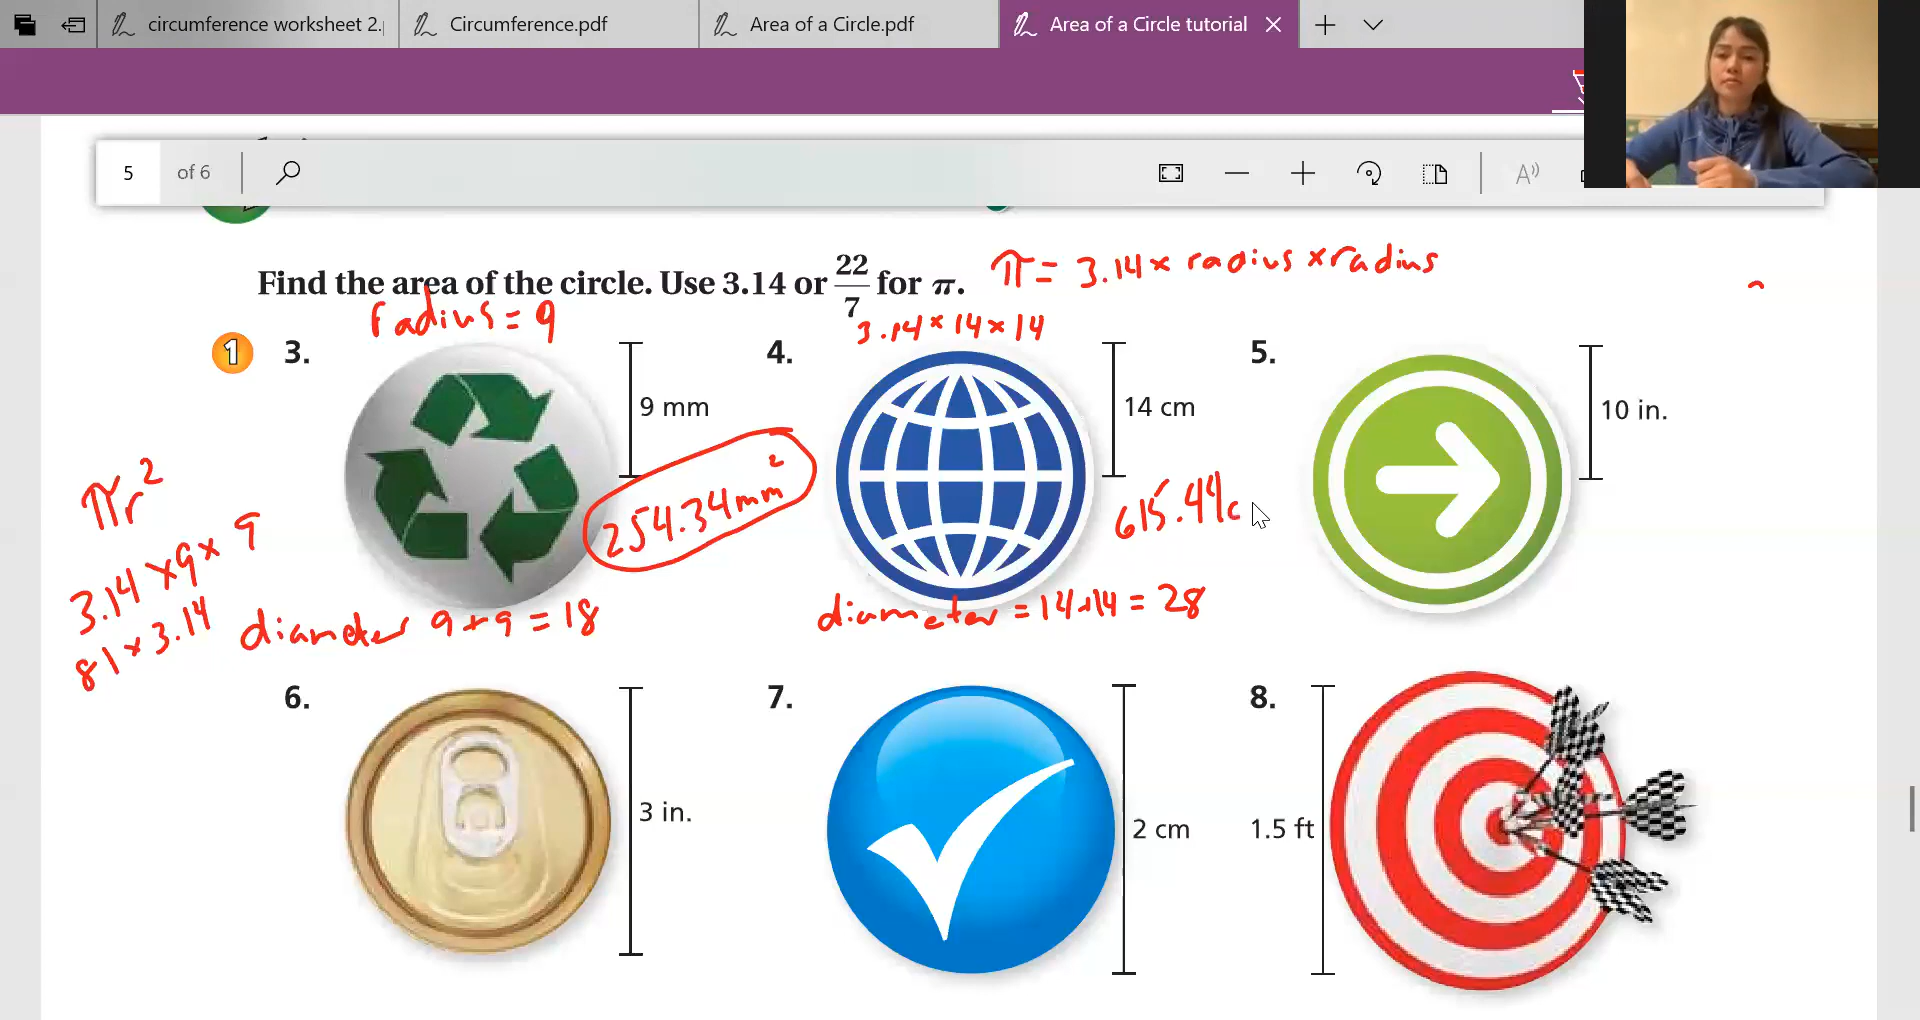 circumference worksheet 2.
Circumference.pdf
Area of a Circle.pdf
Area of a Circle tutorial
5 of 6
Find the area of the circle. Use 3.14 or 22/7 for π.
π = 3.14 × radius × radius
radius = 9
3.14 × 14 × 14
1 3.
4.
5.
9 mm
14 cm
10 in.
πr²
254.34 mm²
615.44 c
3.14 × 9 × 9
81 × 3.14
diameter 9 + 9 = 18
diameter = 14 + 14 = 28
6.
7.
8.
3 in.
2 cm
1.5 ft